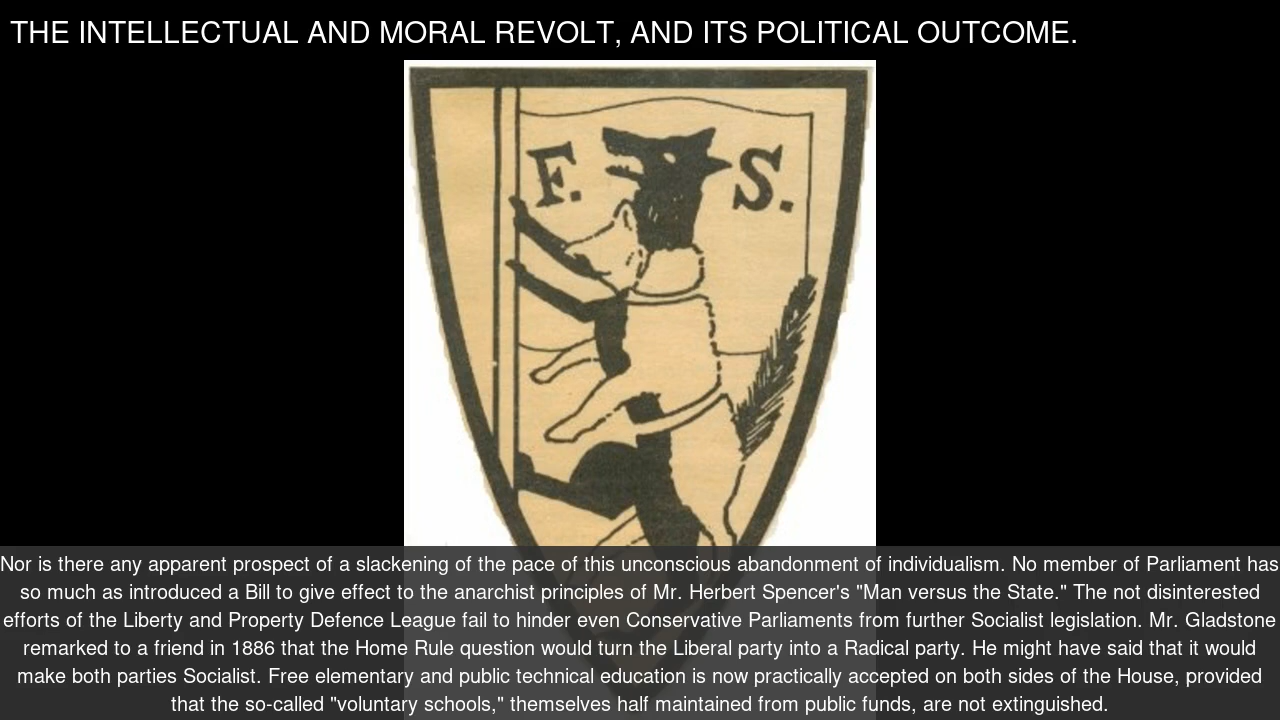 THE INTELLECTUAL AND MORAL REVOLT, AND ITS POLITICAL OUTCOME.
F. S.
Nor is there any apparent prospect of a slackening of the pace of this unconscious abandonment of individualism. No member of Parliament has
so much as introduced a Bill to give effect to the anarchist principles of Mr. Herbert Spencer's "Man versus the State." The not disinterested
efforts of the Liberty and Property Defence League fail to hinder even Conservative Parliaments from further Socialist legislation. Mr. Gladstone
remarked to a friend in 1886 that the Home Rule question would turn the Liberal party into a Radical party. He might have said that it would
make both parties Socialist. Free elementary and public technical education is now practically accepted on both sides of the House, provided
that the so-called "voluntary schools," themselves half maintained from public funds, are not extinguished.